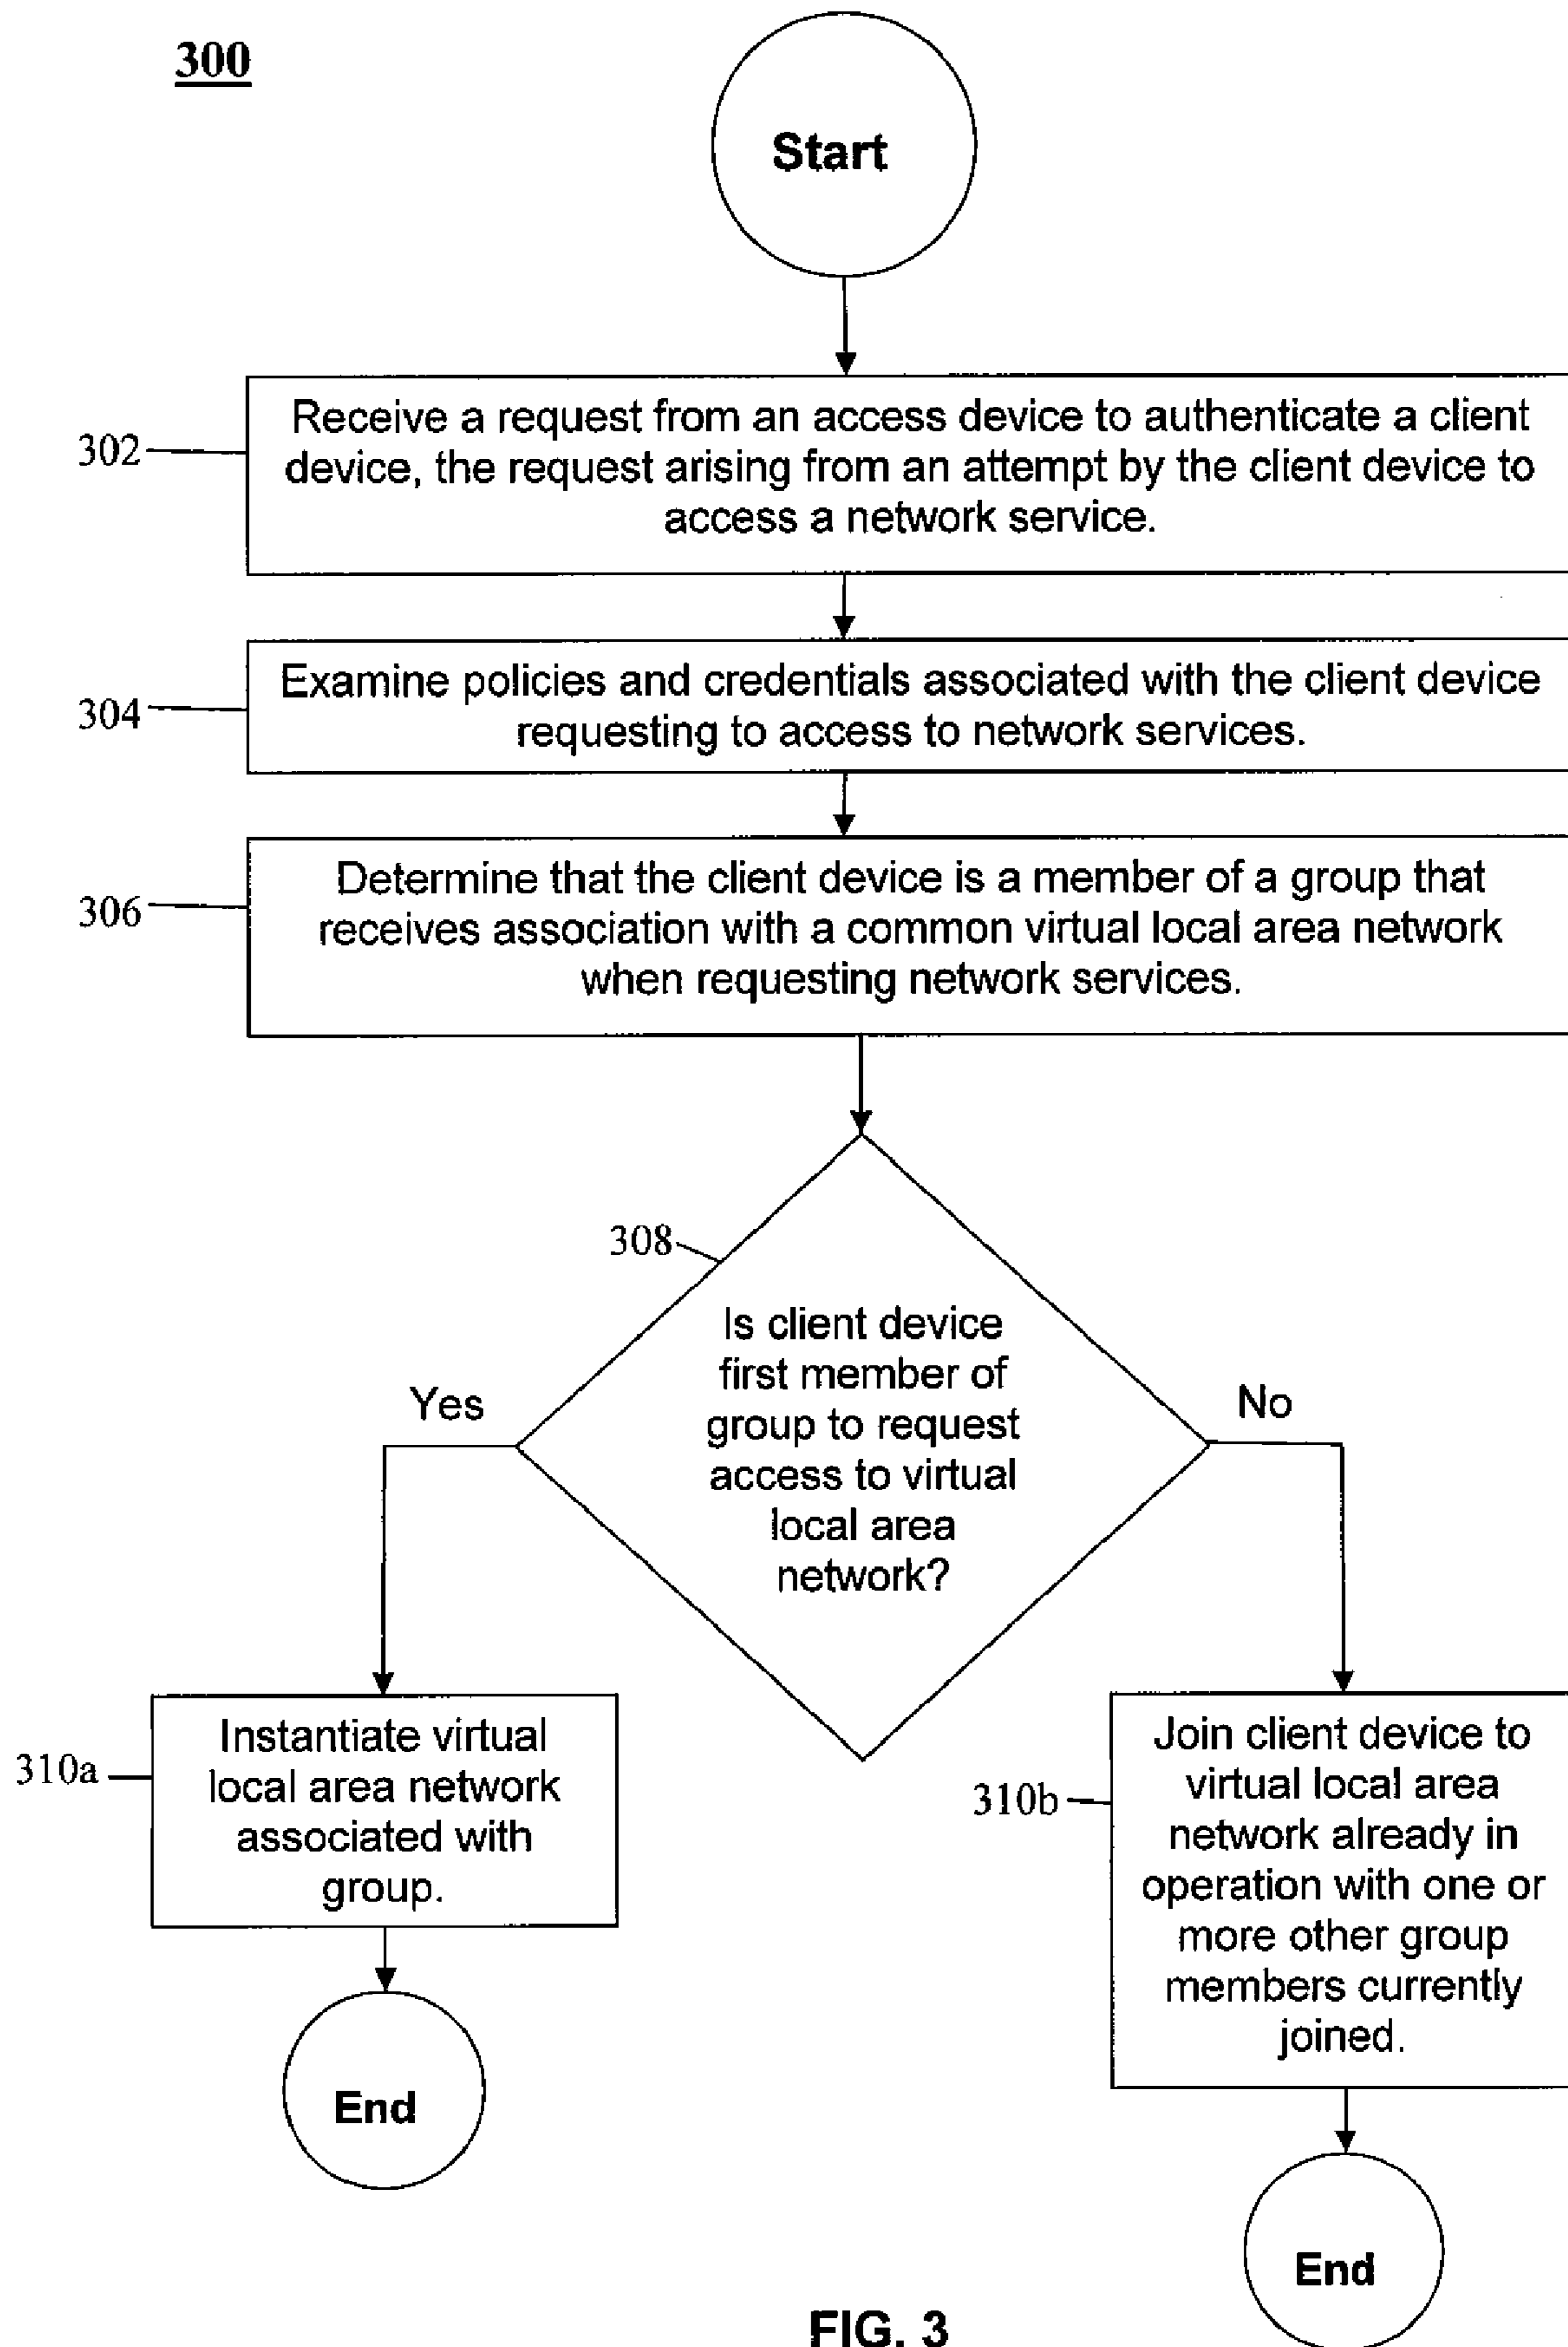 300
Start
302
Receive a request from an access device to authenticate a client
device, the request arising from an attempt by the client device to
access a network service.
304
Examine policies and credentials associated with the client device
requesting to access to network services.
306
Determine that the client device is a member of a group that
receives association with a common virtual local area network
when requesting network services.
308
Is client device
first member of
group to request
access to virtual
local area
network?
Yes
No
310a
Instantiate virtual
local area network
associated with
group.
End
310b
Join client device to
virtual local area
network already in
operation with one or
more other group
members currently
joined.
End
FIG. 3